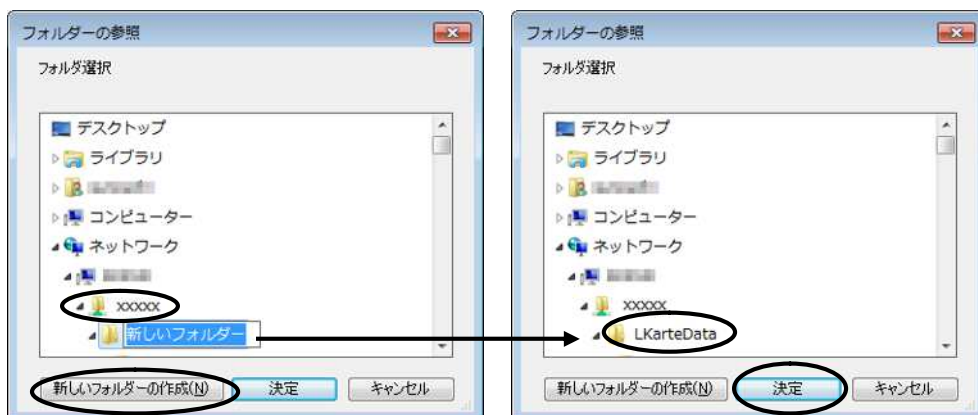 フォルダーの参照
フォルダ選択
デスクトップ
ライブラリ
コンピューター
ネットワーク
xxxxx
新しいフォルダー
新しいフォルダーの作成(N)
決定
キャンセル
フォルダーの参照
フォルダ選択
デスクトップ
ライブラリ
コンピューター
ネットワーク
xxxxx
LKarteData
新しいフォルダーの作成(N)
決定
キャンセル